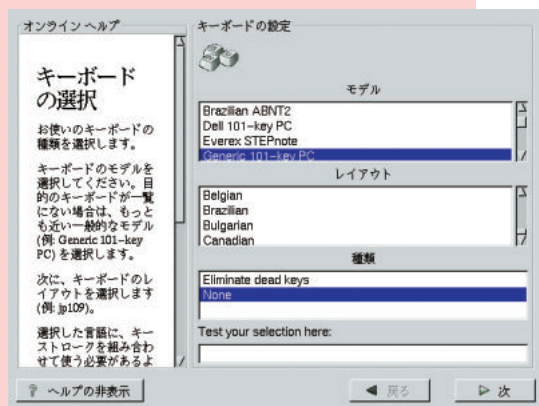 オンラインヘルプ
キーボード
の選択
お使いのキーボードの
種類を選択します。
キーボードのモデルを
選択してください。目
的のキーボードが一覧
にない場合は、もっと
も近い一般的なモデル
(例: Generic 101-key
PC) を選択します。
次に、キーボードのレ
イアウトを選択します
(例: jp109)。
選択した言語に、キー
ストロークを組み合わ
せて使う必要があるよ
キーボードの設定
モデル
Brazilian ABNT2
Dell 101-key PC
Everex STEPnote
Generic 101-key PC
レイアウト
Belgian
Brazilian
Bulgarian
Canadian
種類
Eliminate dead keys
None
Test your selection here:
? ヘルプの非表示
戻る
次